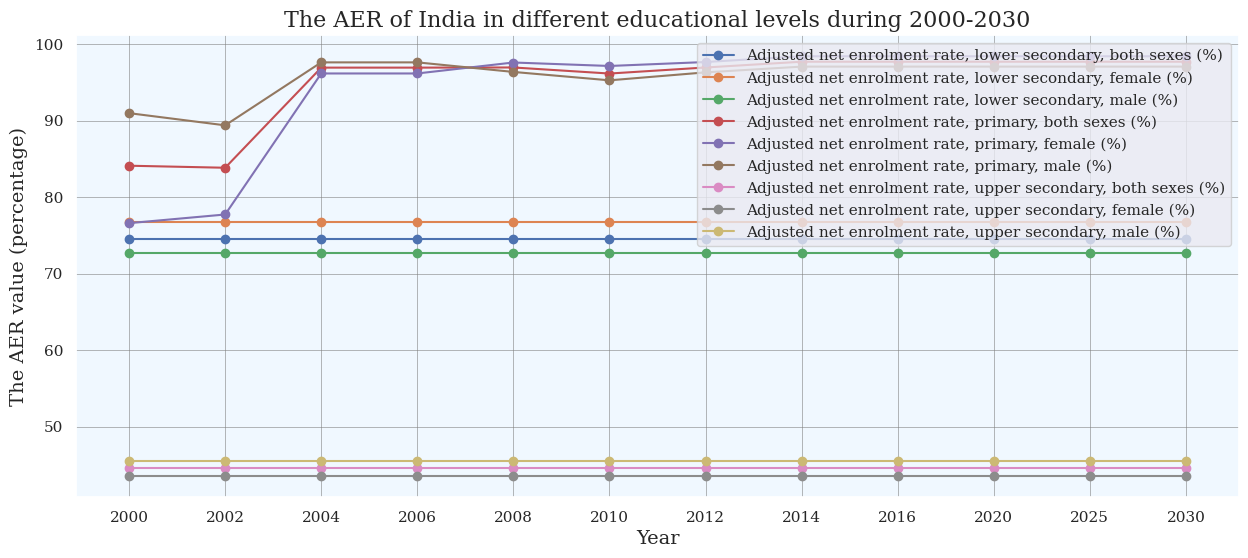 The AER of India in different educational levels during 2000-2030
The AER value (percentage)
100
90
80
70
60
50
Adjusted net enrolment rate, lower secondary, both sexes (%)
Adjusted net enrolment rate, lower secondary, female (%)
Adjusted net enrolment rate, lower secondary, male (%)
Adjusted net enrolment rate, primary, both sexes (%)
Adjusted net enrolment rate, primary, female (%)
Adjusted net enrolment rate, primary, male (%)
Adjusted net enrolment rate, upper secondary, both sexes (%)
Adjusted net enrolment rate, upper secondary, female (%)
Adjusted net enrolment rate, upper secondary, male (%)
2000 2002 2004 2006 2008 2010 2012 2014 2016 2020 2025 2030
Year